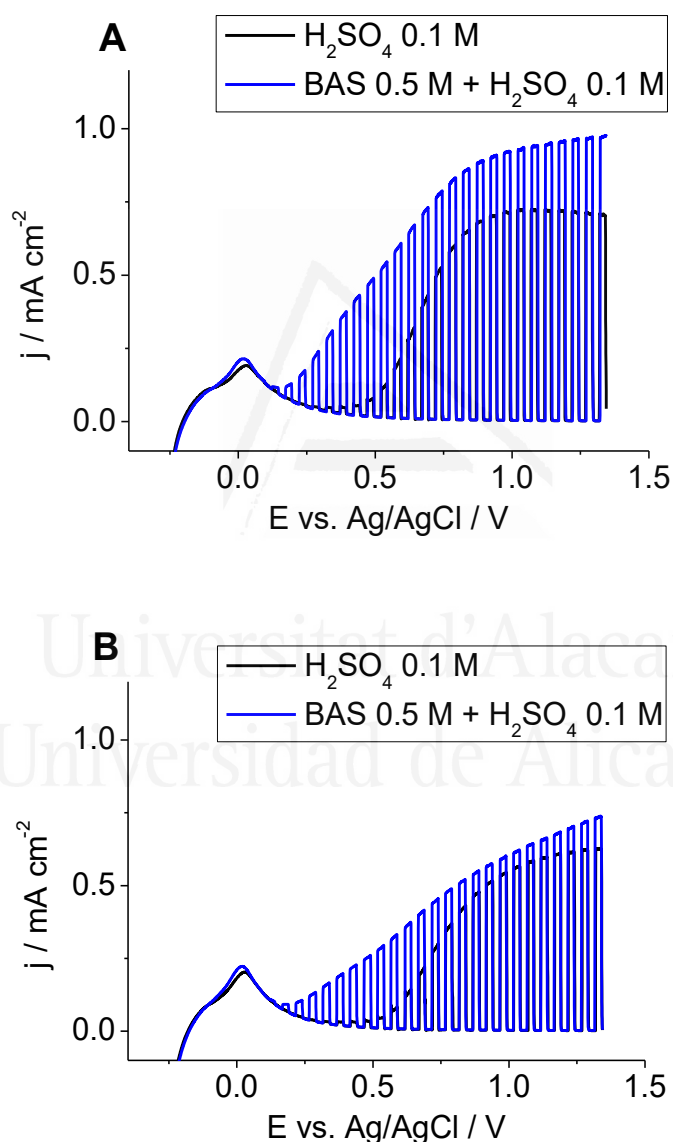 A
H₂SO₄ 0.1 M
BAS 0.5 M + H₂SO₄ 0.1 M
1.0
0.5
0.0
j / mA cm⁻²
0.0 0.5 1.0 1.5
E vs. Ag/AgCl / V
Universitat d'Alaca
B
H₂SO₄ 0.1 M
BAS 0.5 M + H₂SO₄ 0.1 M
Universidad de Alica
1.0
0.5
0.0
j / mA cm⁻²
0.0 0.5 1.0 1.5
E vs. Ag/AgCl / V